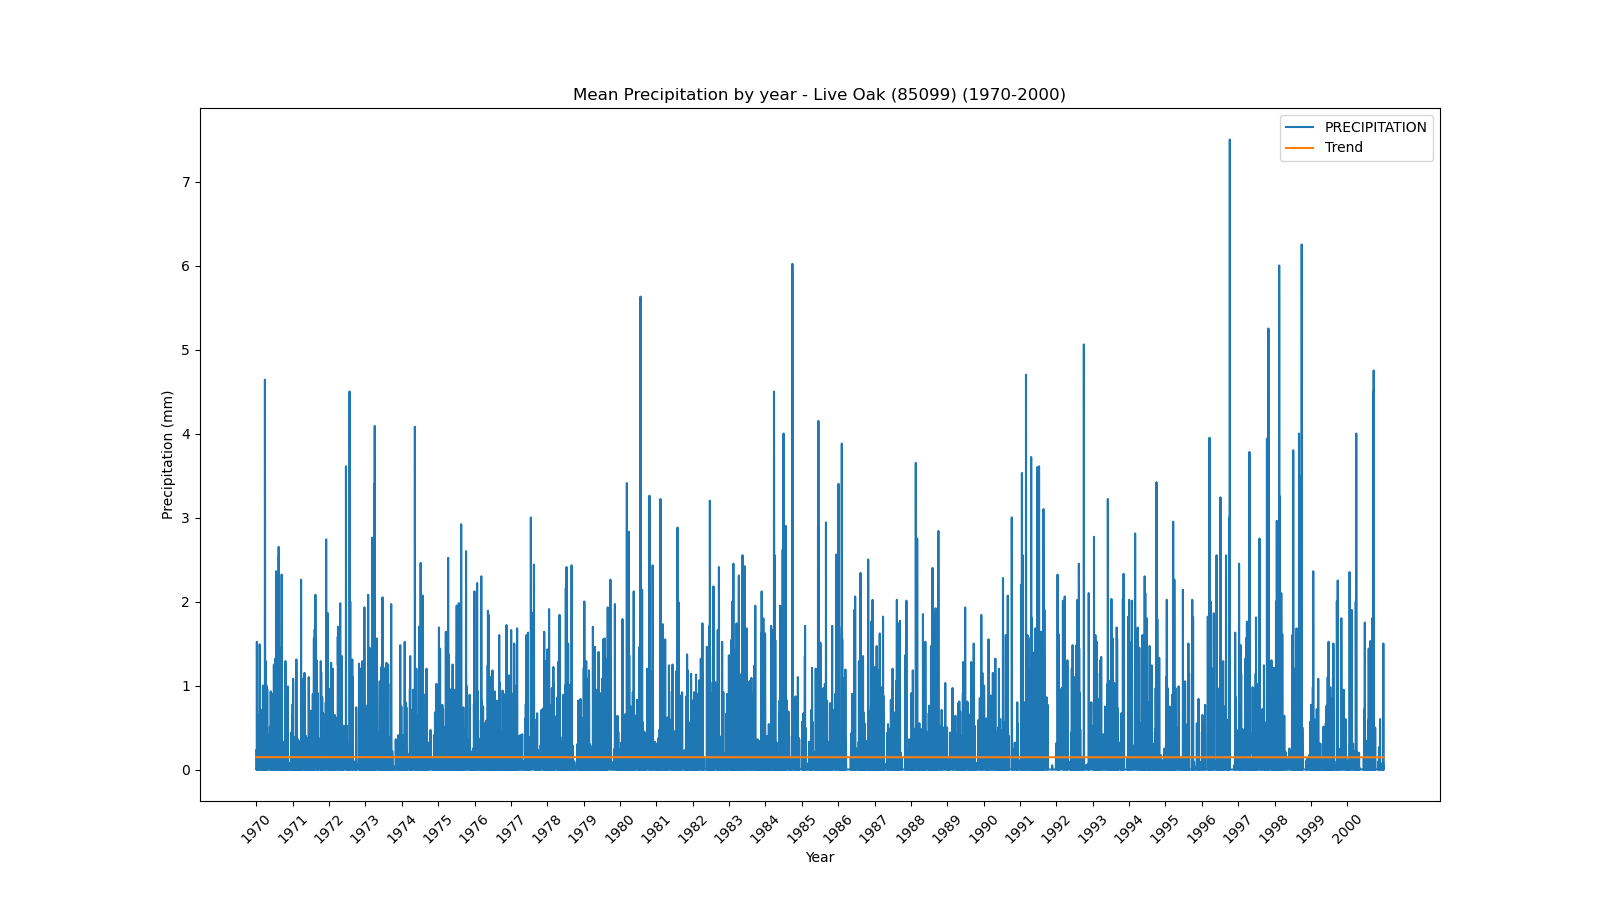 Mean Precipitation by year - Live Oak (85099) (1970-2000)
PRECIPITATION
Trend
7
6
5
4
3
2
1
0
Precipitation (mm)
1970 1971 1972 1973 1974 1975 1976 1977 1978 1979 1980 1981 1982 1983 1984 1985 1986 1987 1988 1989 1990 1991 1992 1993 1994 1995 1996 1997 1998 1999 2000
Year